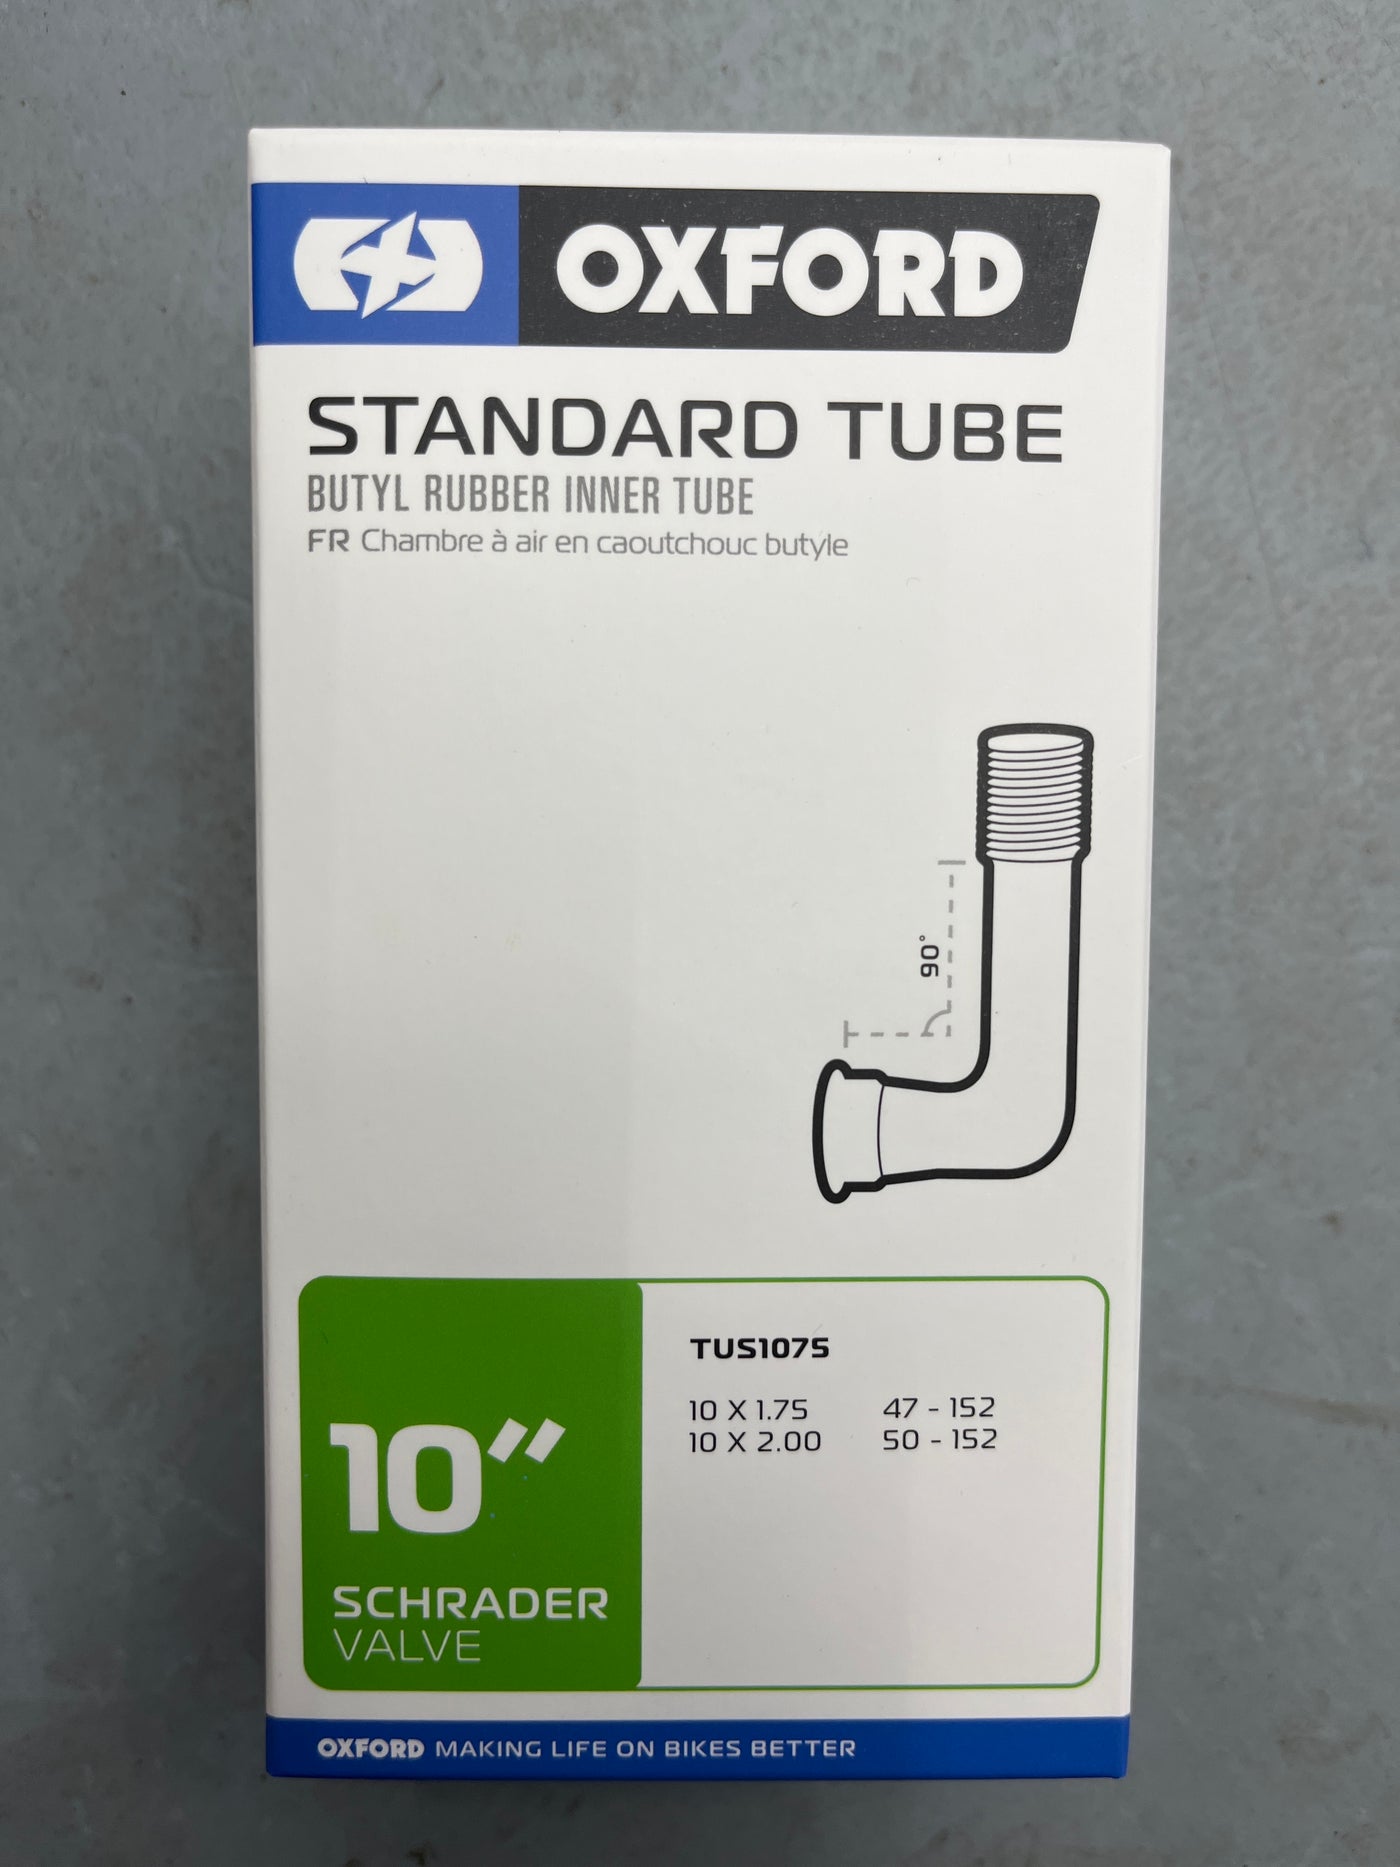 OXFORD
STANDARD TUBE
BUTYL RUBBER INNER TUBE
FR Chambre à air en caoutchouc butyle
90°
10"
SCHRADER
VALVE
TUS1075
10 X 1.75 47 - 152
10 X 2.00 50 - 152
OXFORD MAKING LIFE ON BIKES BETTER